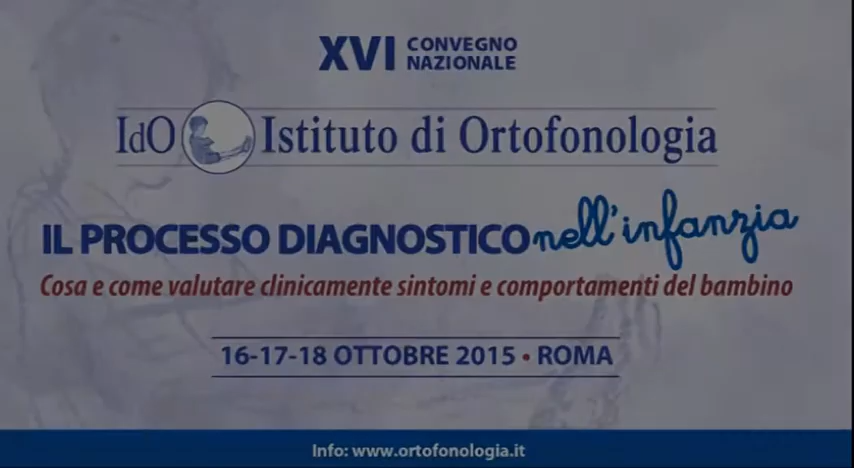 XVI CONVEGNO
NAZIONALE
IdO Istituto di Ortofonologia
IL PROCESSO DIAGNOSTICO nell'infanzia
Cosa e come valutare clinicamente sintomi e comportamenti del bambino
16-17-18 OTTOBRE 2015 • ROMA
Info: www.ortofonologia.it